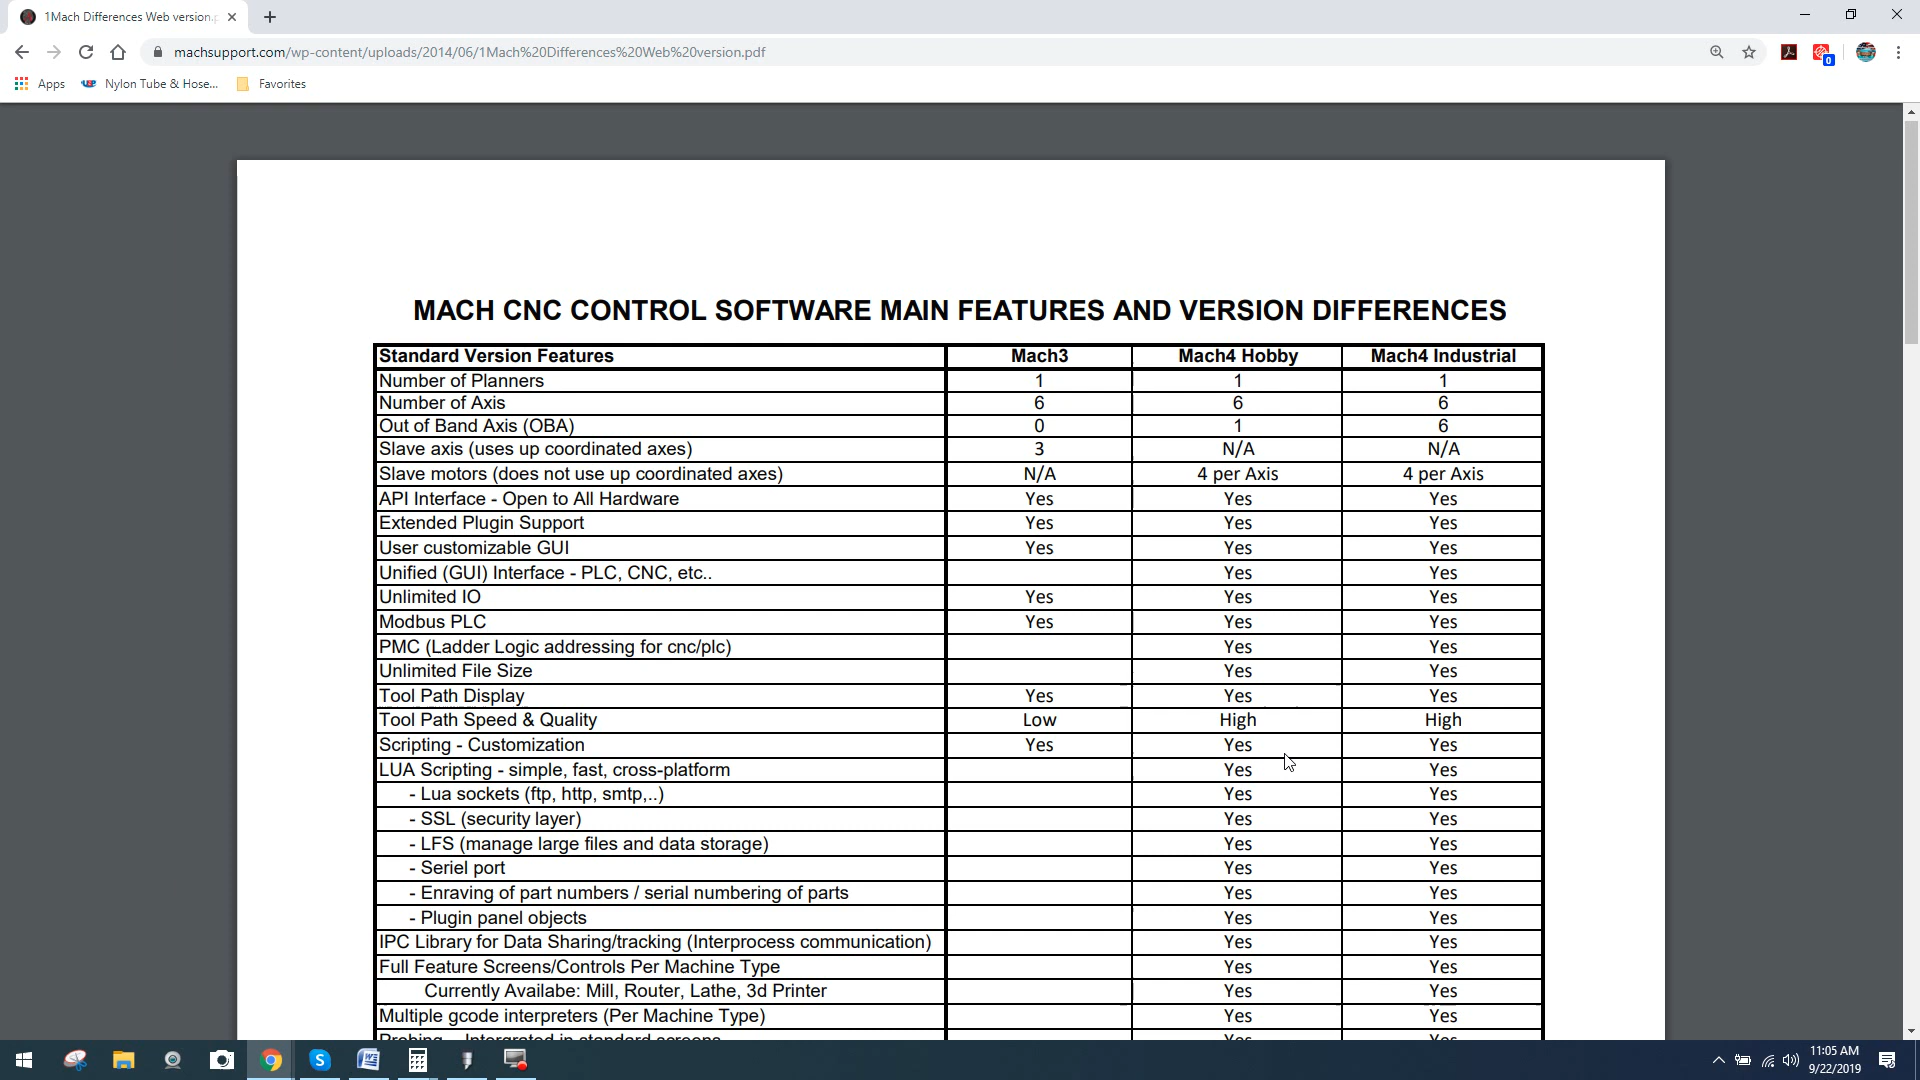 1Mach Differences Web version.p
machsupport.com/wp-content/uploads/2014/06/1Mach%20Differences%20Web%20version.pdf
0
Apps Nylon Tube & Hose... Favorites
MACH CNC CONTROL SOFTWARE MAIN FEATURES AND VERSION DIFFERENCES
Standard Version Features Mach3 Mach4 Hobby Mach4 Industrial
Number of Planners 1 1 1
Number of Axis 6 6 6
Out of Band Axis (OBA) 0 1 6
Slave axis (uses up coordinated axes) 3 N/A N/A
Slave motors (does not use up coordinated axes) N/A 4 per Axis 4 per Axis
API Interface - Open to All Hardware Yes Yes Yes
Extended Plugin Support Yes Yes Yes
User customizable GUI Yes Yes Yes
Unified (GUI) Interface - PLC, CNC, etc.. Yes Yes
Unlimited IO Yes Yes Yes
Modbus PLC Yes Yes Yes
PMC (Ladder Logic addressing for cnc/plc) Yes Yes
Unlimited File Size Yes Yes
Tool Path Display Yes Yes Yes
Tool Path Speed & Quality Low High High
Scripting - Customization Yes Yes Yes
LUA Scripting - simple, fast, cross-platform Yes Yes
- Lua sockets (ftp, http, smtp,..) Yes Yes
- SSL (security layer) Yes Yes
- LFS (manage large files and data storage) Yes Yes
- Seriel port Yes Yes
- Enraving of part numbers / serial numbering of parts Yes Yes
- Plugin panel objects Yes Yes
IPC Library for Data Sharing/tracking (Interprocess communication) Yes Yes
Full Feature Screens/Controls Per Machine Type Yes Yes
Currently Availabe: Mill, Router, Lathe, 3d Printer Yes Yes
Multiple gcode interpreters (Per Machine Type) Yes Yes
Probing - Intergrated in standard screens Yes Yes
11:05 AM
9/22/2019